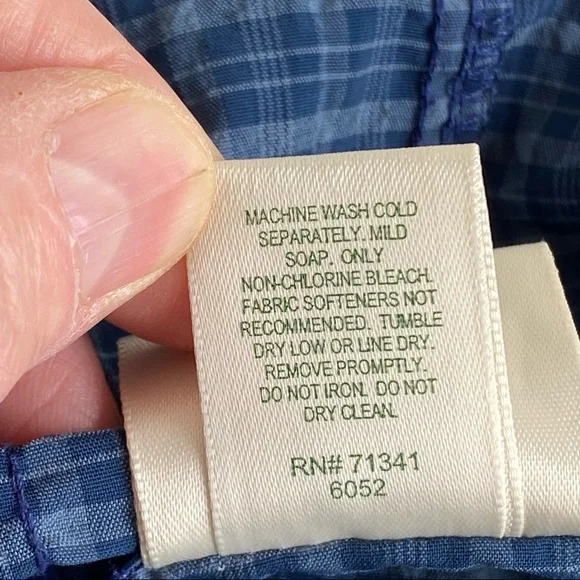 MACHINE WASH COLD
SEPARATELY. MILD
SOAP. ONLY
NON-CHLORINE BLEACH.
FABRIC SOFTENERS NOT
RECOMMENDED. TUMBLE
DRY LOW OR LINE DRY.
REMOVE PROMPTLY.
DO NOT IRON. DO NOT
DRY CLEAN.
RN# 71341
6052